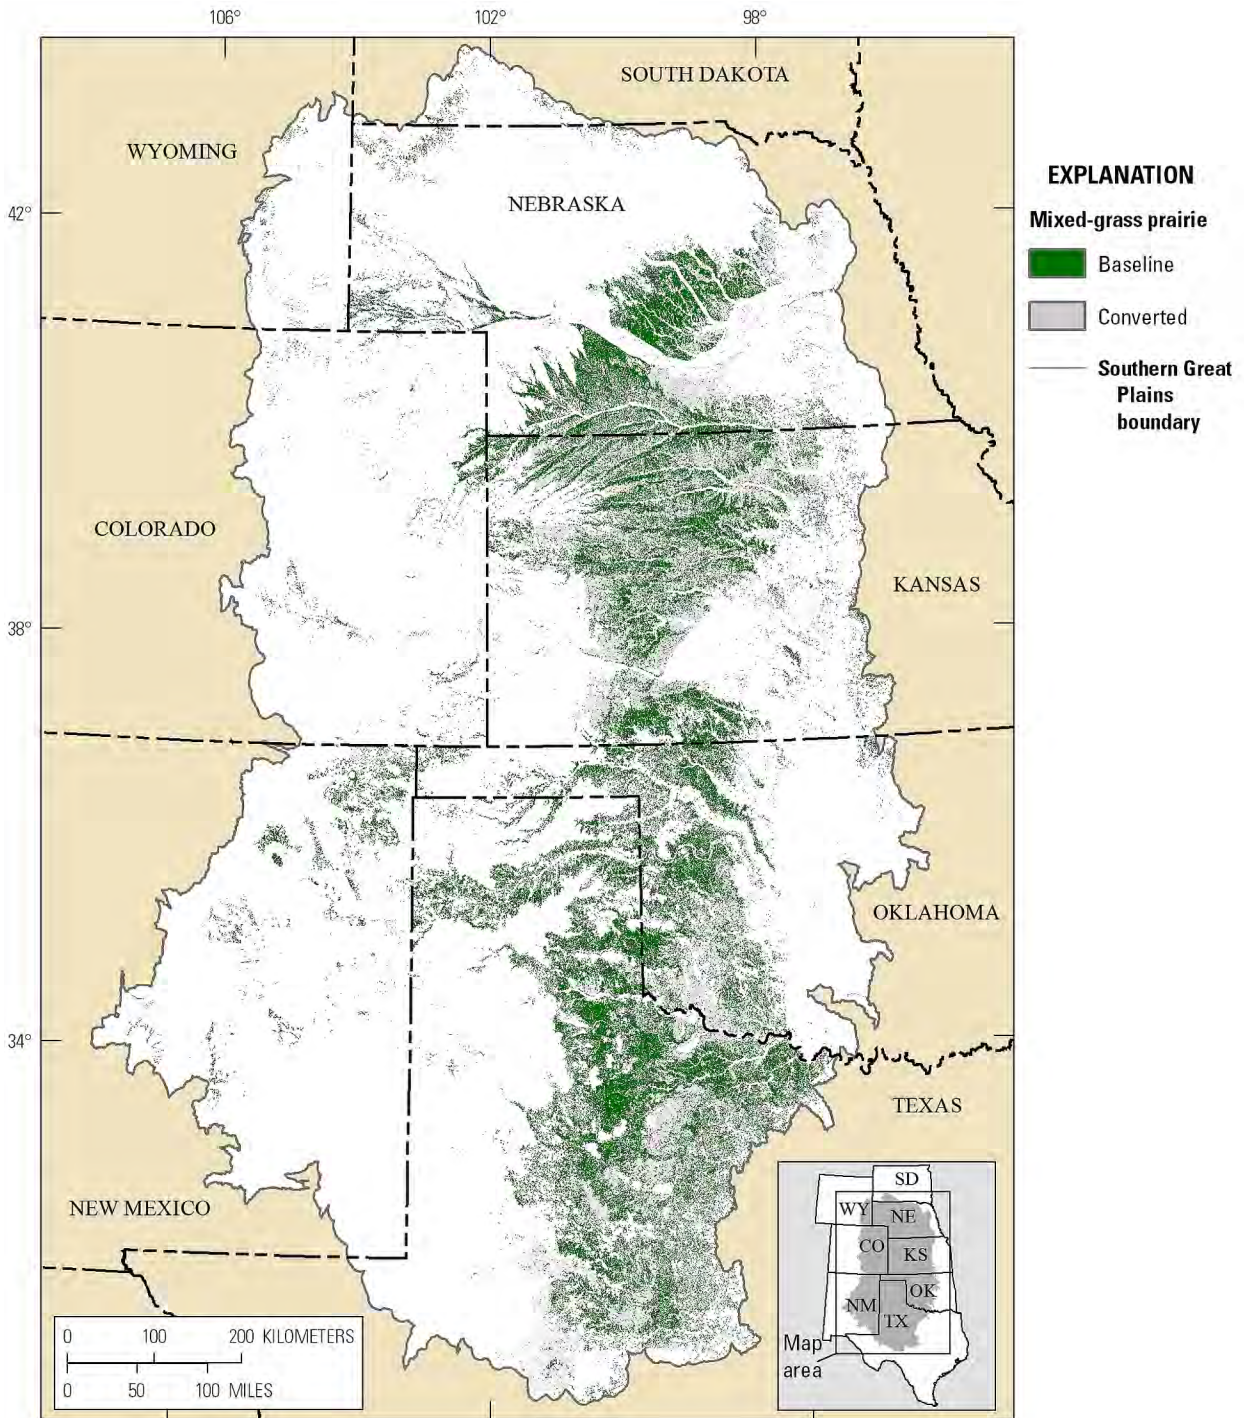 106° 102° 98°
SOUTH DAKOTA
WYOMING
NEBRASKA
42°
COLORADO
KANSAS
38°
OKLAHOMA
34°
TEXAS
NEW MEXICO
EXPLANATION
Mixed-grass prairie
Baseline
Converted
Southern Great
Plains
boundary
0 100 200 KILOMETERS
0 50 100 MILES
SD
WY
NE
CO
KS
OK
NM
TX
Map
area